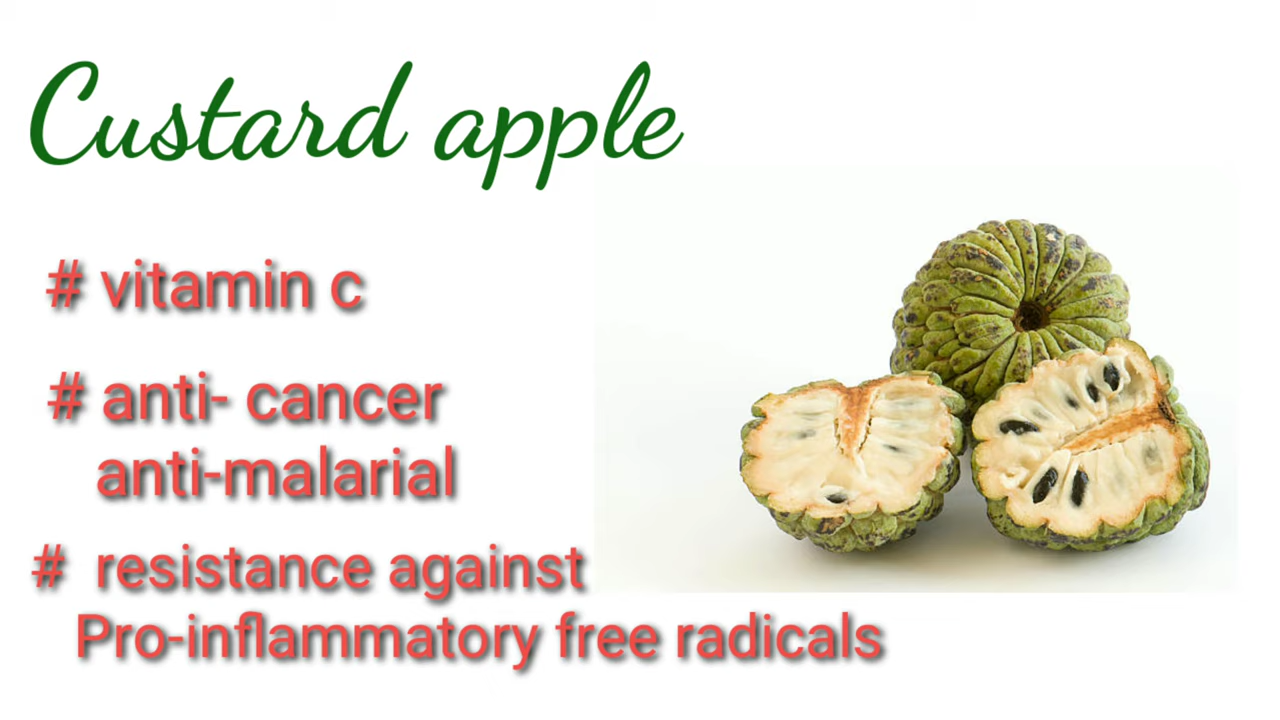 Custard apple
# vitamin c
# anti- cancer
anti-malarial
# resistance against
Pro-inflammatory free radicals